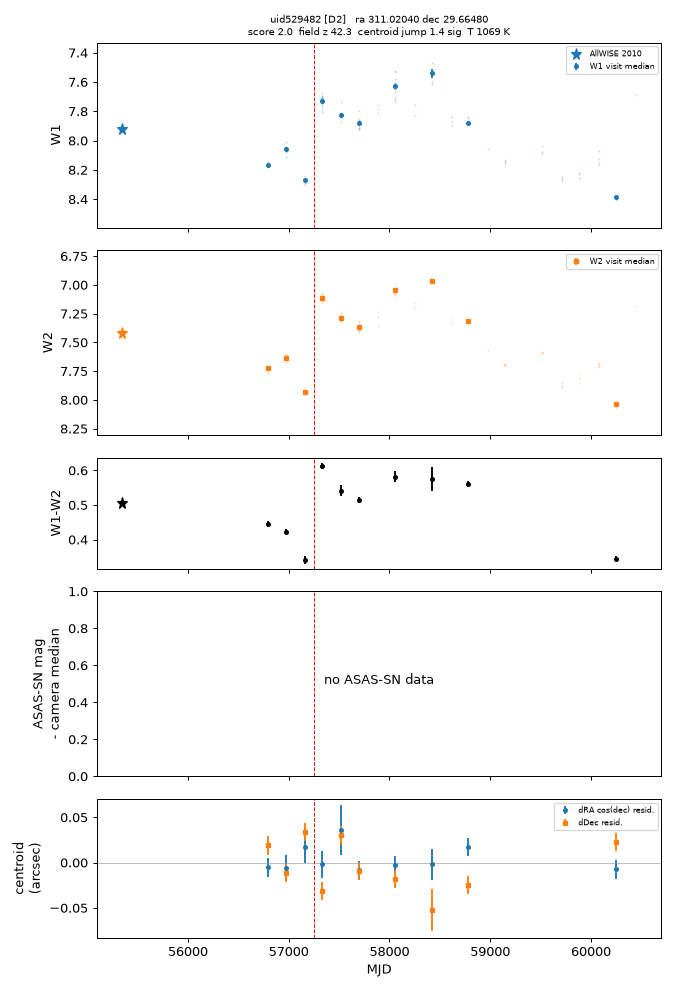 uid529482 [D2]   ra 311.02040 dec 29.66480
score 2.0  field z 42.3  centroid jump 1.4 sig  T 1069 K
7.4
7.6
7.8
8.0
8.2
8.4
W1
AllWISE 2010
W1 visit median
6.75
7.00
7.25
7.50
7.75
8.00
8.25
W2
W2 visit median
0.6
0.5
0.4
W1-W2
1.0
0.8
0.6
0.4
0.2
0.0
ASAS-SN mag
- camera median
no ASAS-SN data
0.05
0.00
−0.05
centroid
(arcsec)
dRA cos(dec) resid.
dDec resid.
56000
57000
58000
59000
60000
MJD